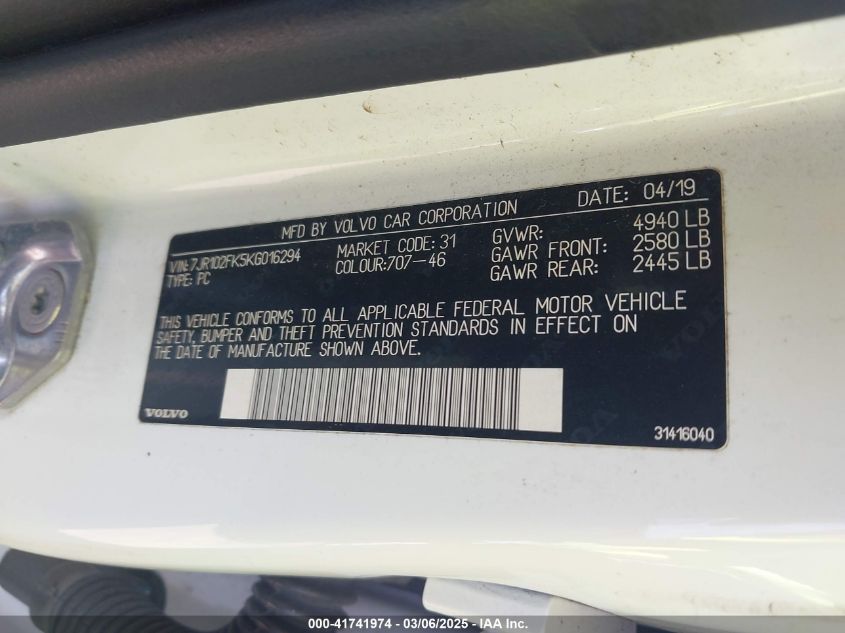 MFD BY VOLVO CAR CORPORATION DATE: 04/19
VIN:7JR102FK5KG016294 MARKET CODE: 31 GVWR: 4940 LB
TYPE: PC COLOUR:707-46 GAWR FRONT: 2580 LB
GAWR REAR: 2445 LB
THIS VEHICLE CONFORMS TO ALL APPLICABLE FEDERAL MOTOR VEHICLE
SAFETY, BUMPER AND THEFT PREVENTION STANDARDS IN EFFECT ON
THE DATE OF MANUFACTURE SHOWN ABOVE.
VOLVO 31416040
000-41741974 — 03/06/2025 — IAA Inc.